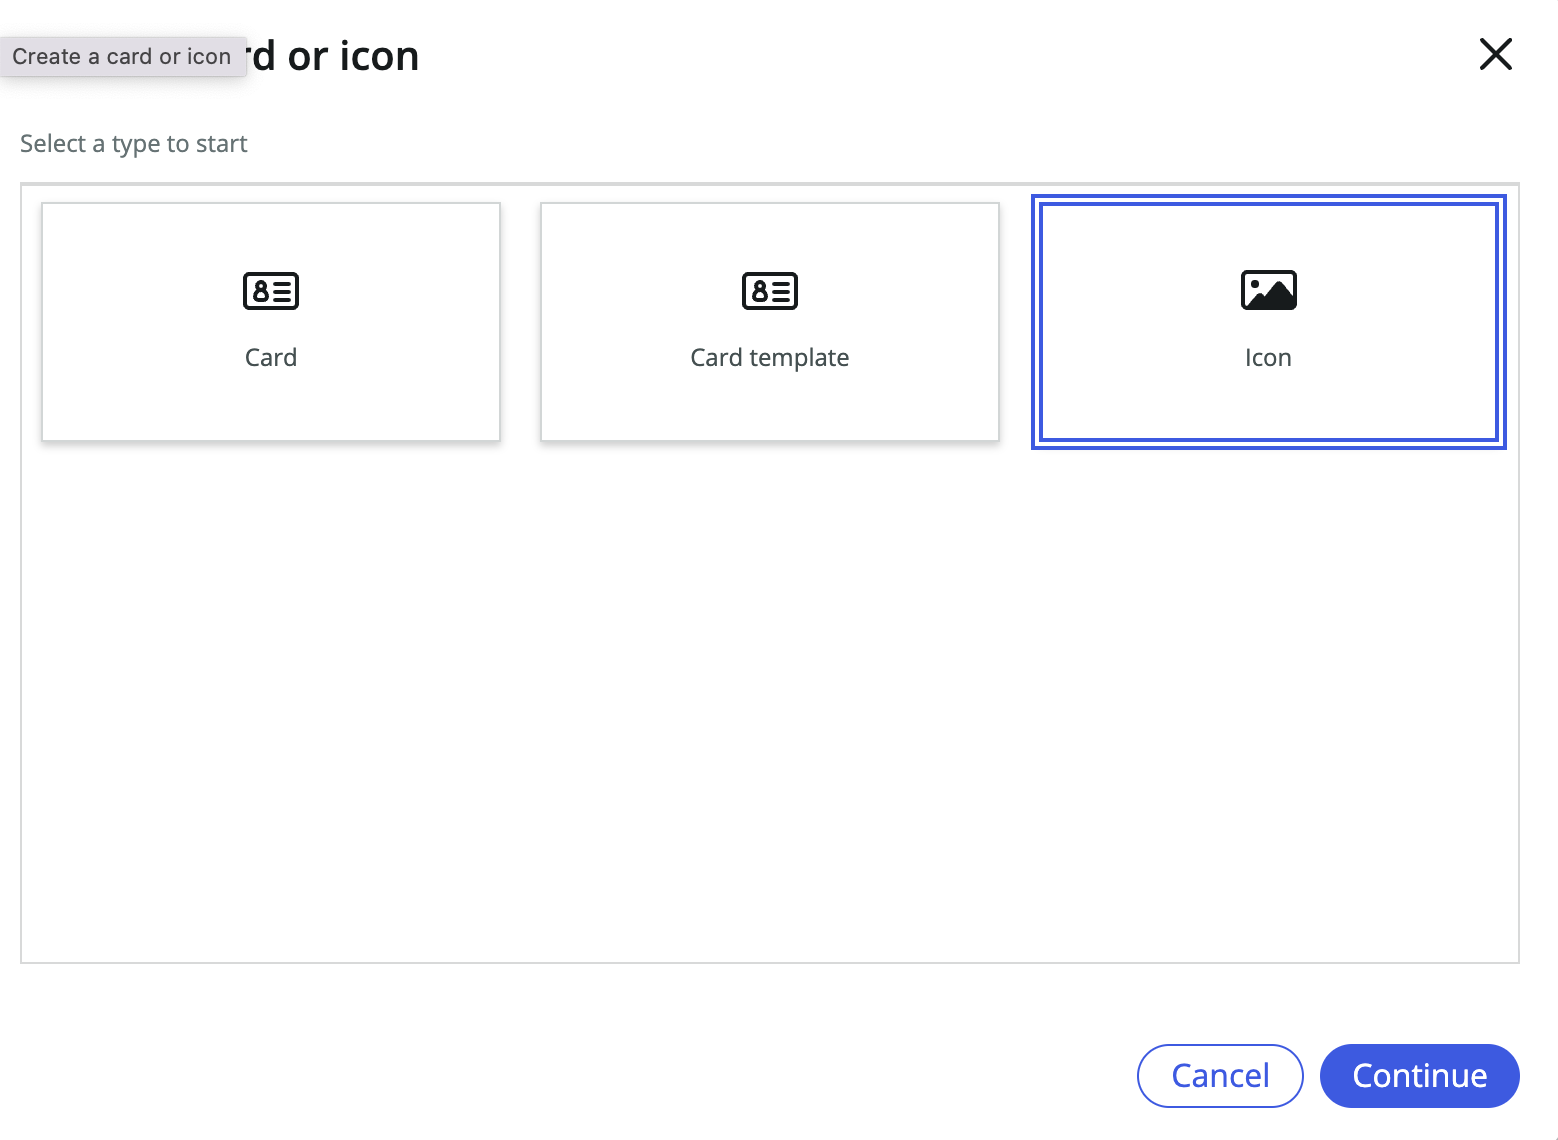 Create a card or icon
rd or icon
Select a type to start
Card
Card template
Icon
Cancel
Continue